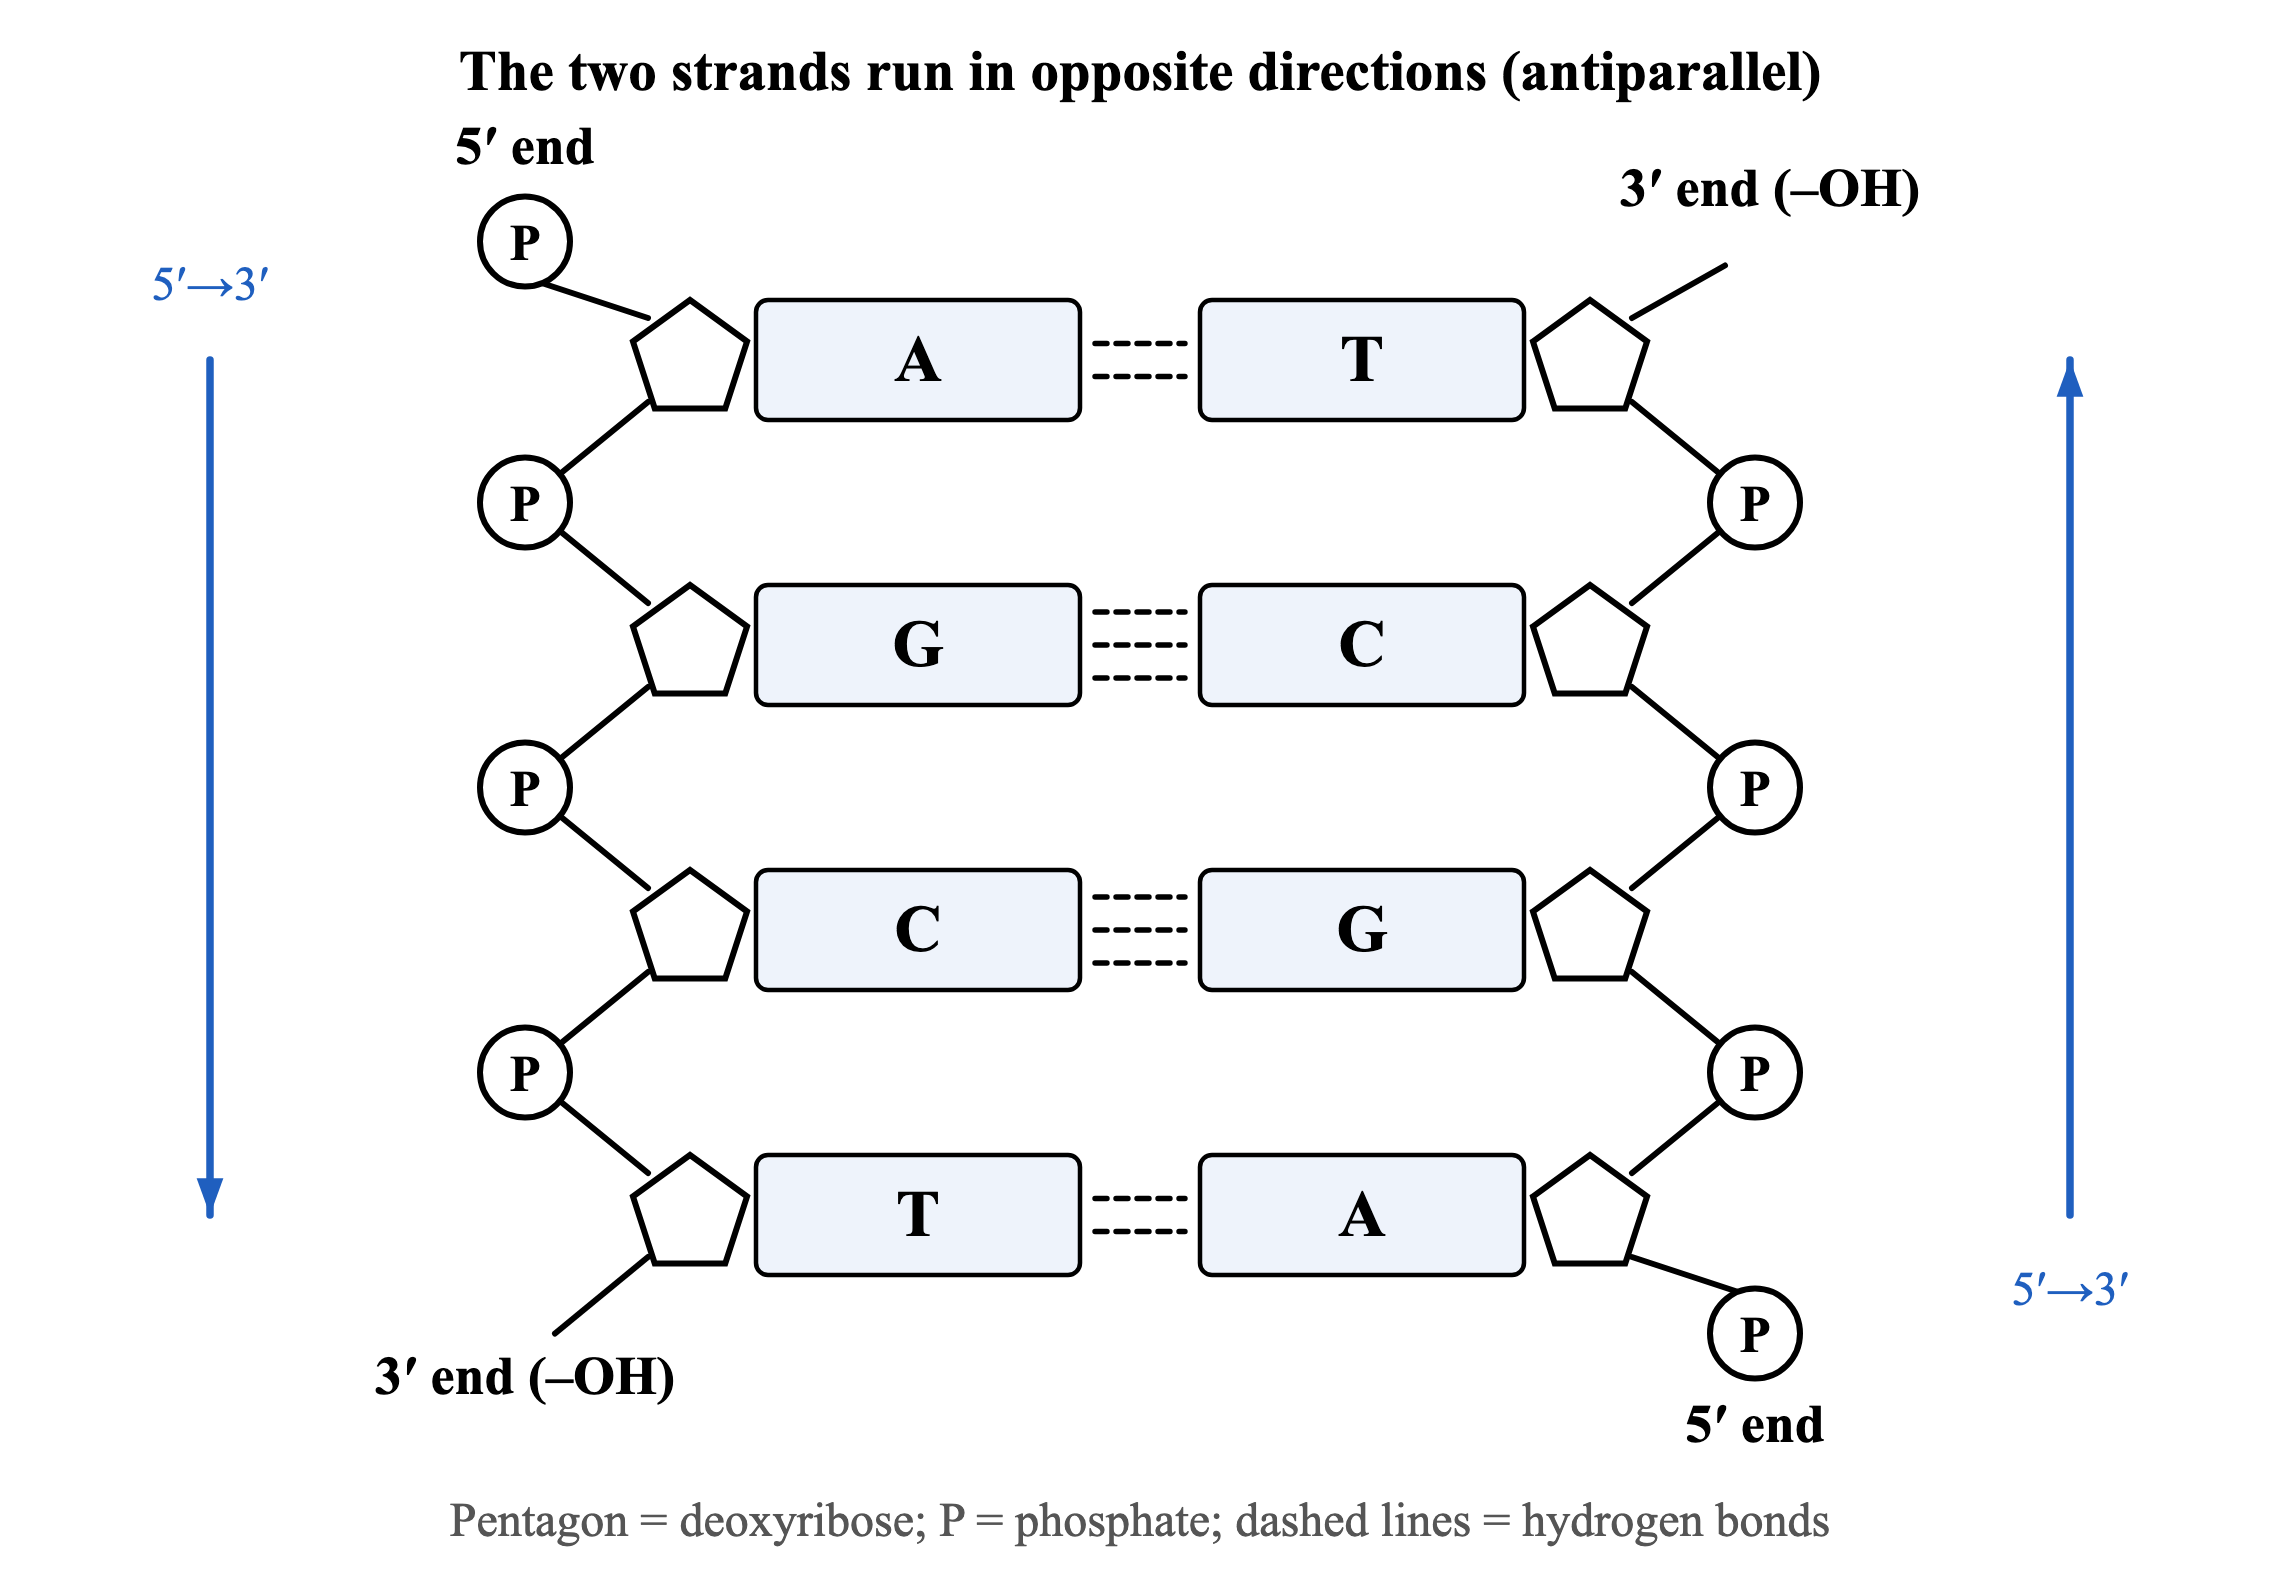 The two strands run in opposite directions (antiparallel)
5′ end
3′ end (–OH)
P
5′→3′
A
T
P
P
G
C
P
P
C
G
P
P
T
A
P
3′ end (–OH)
5′→3′
5′ end
Pentagon = deoxyribose; P = phosphate; dashed lines = hydrogen bonds